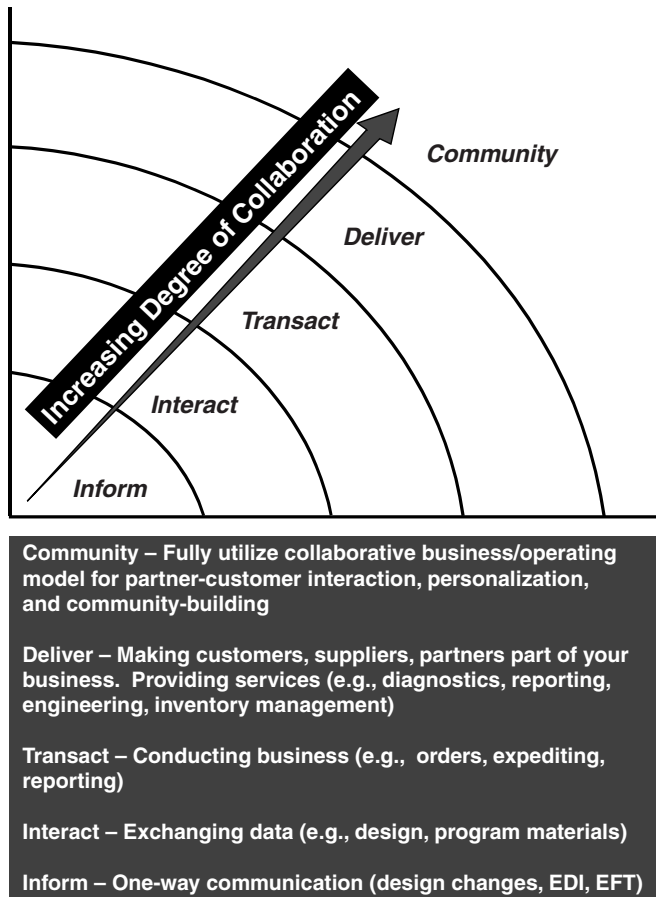 Increasing Degree of Collaboration
Community
Deliver
Transact
Interact
Inform
Community – Fully utilize collaborative business/operating
model for partner-customer interaction, personalization,
and community-building
Deliver – Making customers, suppliers, partners part of your
business.  Providing services (e.g., diagnostics, reporting,
engineering, inventory management)
Transact – Conducting business (e.g.,  orders, expediting,
reporting)
Interact – Exchanging data (e.g., design, program materials)
Inform – One-way communication (design changes, EDI, EFT)